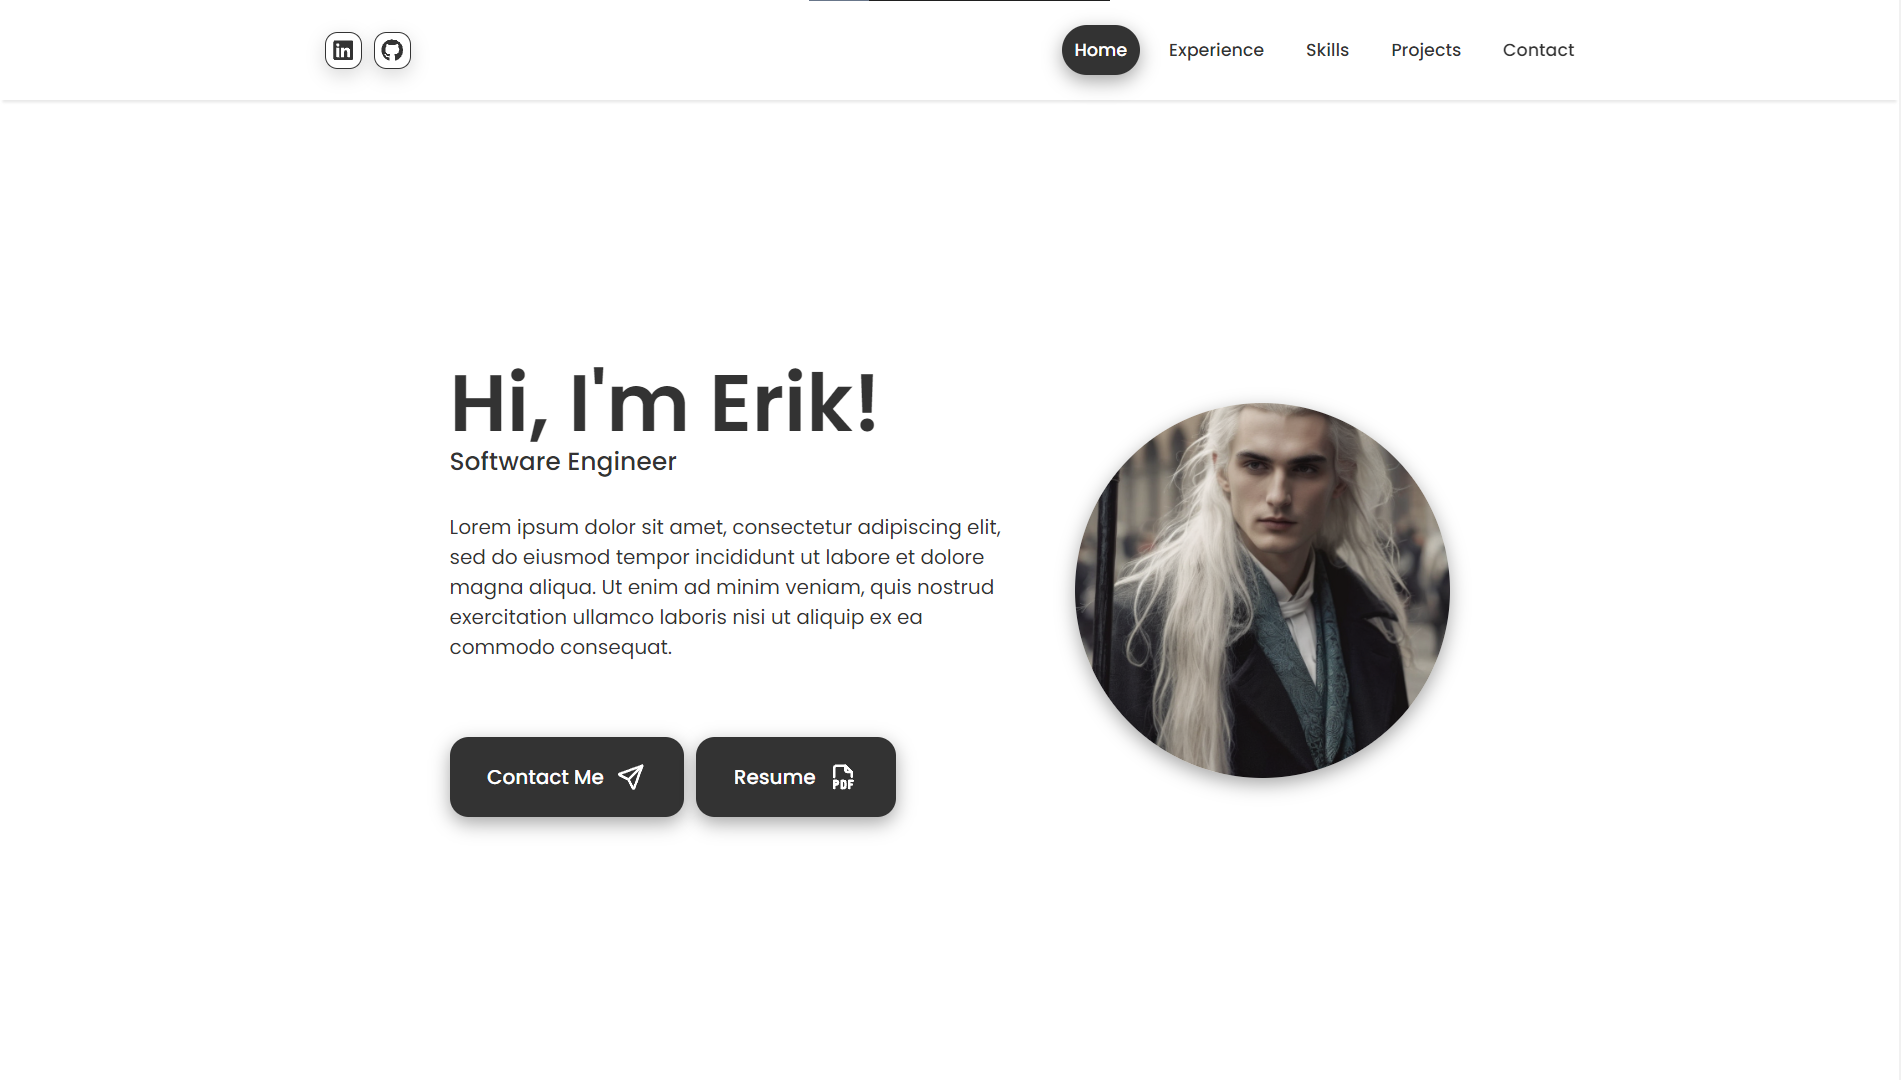 in
Home
Experience
Skills
Projects
Contact
Hi, I'm Erik!
Software Engineer
Lorem ipsum dolor sit amet, consectetur adipiscing elit,
sed do eiusmod tempor incididunt ut labore et dolore
magna aliqua. Ut enim ad minim veniam, quis nostrud
exercitation ullamco laboris nisi ut aliquip ex ea
commodo consequat.
Contact Me
Resume
PDF